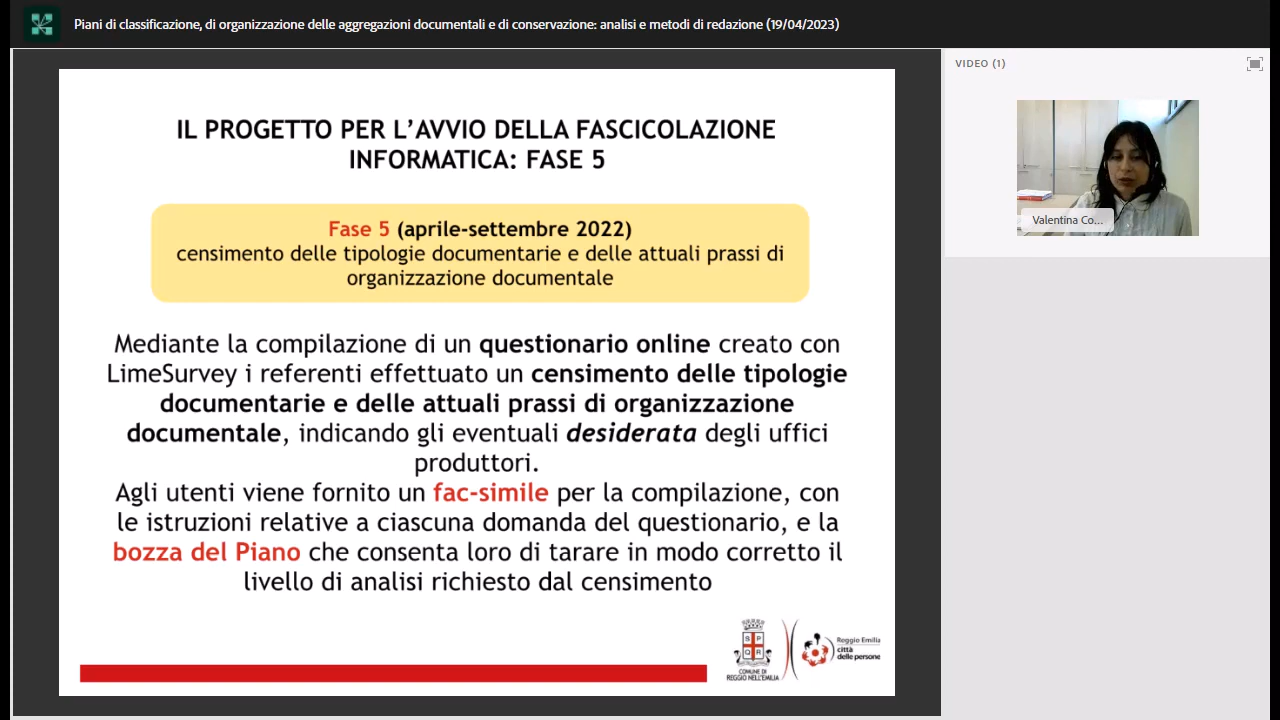 Piani di classificazione, di organizzazione delle aggregazioni documentali e di conservazione: analisi e metodi di redazione (19/04/2023)
VIDEO (1)
Valentina Co...
IL PROGETTO PER L’AVVIO DELLA FASCICOLAZIONE
INFORMATICA: FASE 5
Fase 5 (aprile-settembre 2022)
censimento delle tipologie documentarie e delle attuali prassi di
organizzazione documentale
Mediante la compilazione di un questionario online creato con
LimeSurvey i referenti effettuato un censimento delle tipologie
documentarie e delle attuali prassi di organizzazione
documentale, indicando gli eventuali desiderata degli uffici
produttori.
Agli utenti viene fornito un fac-simile per la compilazione, con
le istruzioni relative a ciascuna domanda del questionario, e la
bozza del Piano che consenta loro di tarare in modo corretto il
livello di analisi richiesto dal censimento
S P
Q R
COMUNE DI
REGGIO NELL'EMILIA
Reggio Emilia
città
delle persone